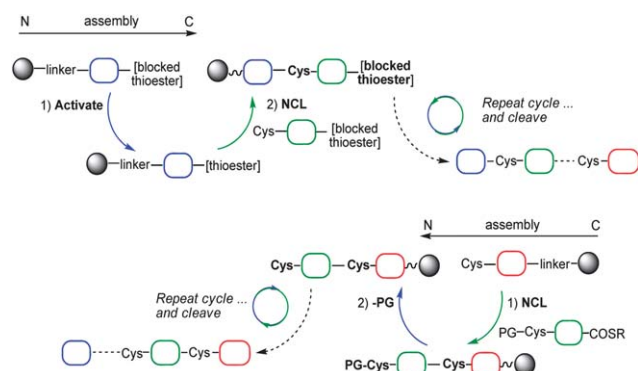 N assembly C
linker [blocked thioester]
1) Activate
Cys [blocked thioester]
2) NCL
Cys [blocked thioester]
linker [thioester]
Repeat cycle ...
and cleave
Cys Cys
N assembly C
Cys Cys
Cys linker
Repeat cycle ...
and cleave
2) -PG
1) NCL
PG-Cys COSR
Cys Cys
PG-Cys Cys